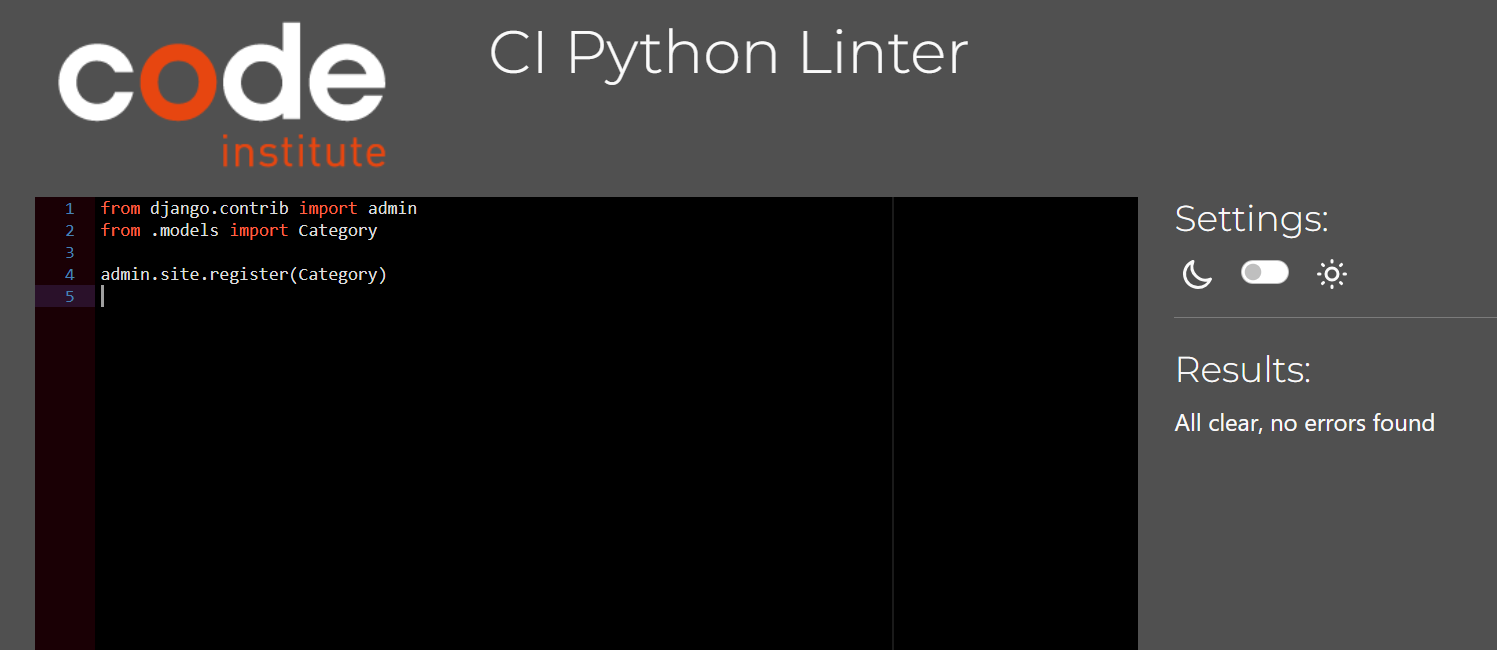 code
institute
CI Python Linter
1 from django.contrib import admin
2 from .models import Category
3
4 admin.site.register(Category)
5
Settings:
Results:
All clear, no errors found